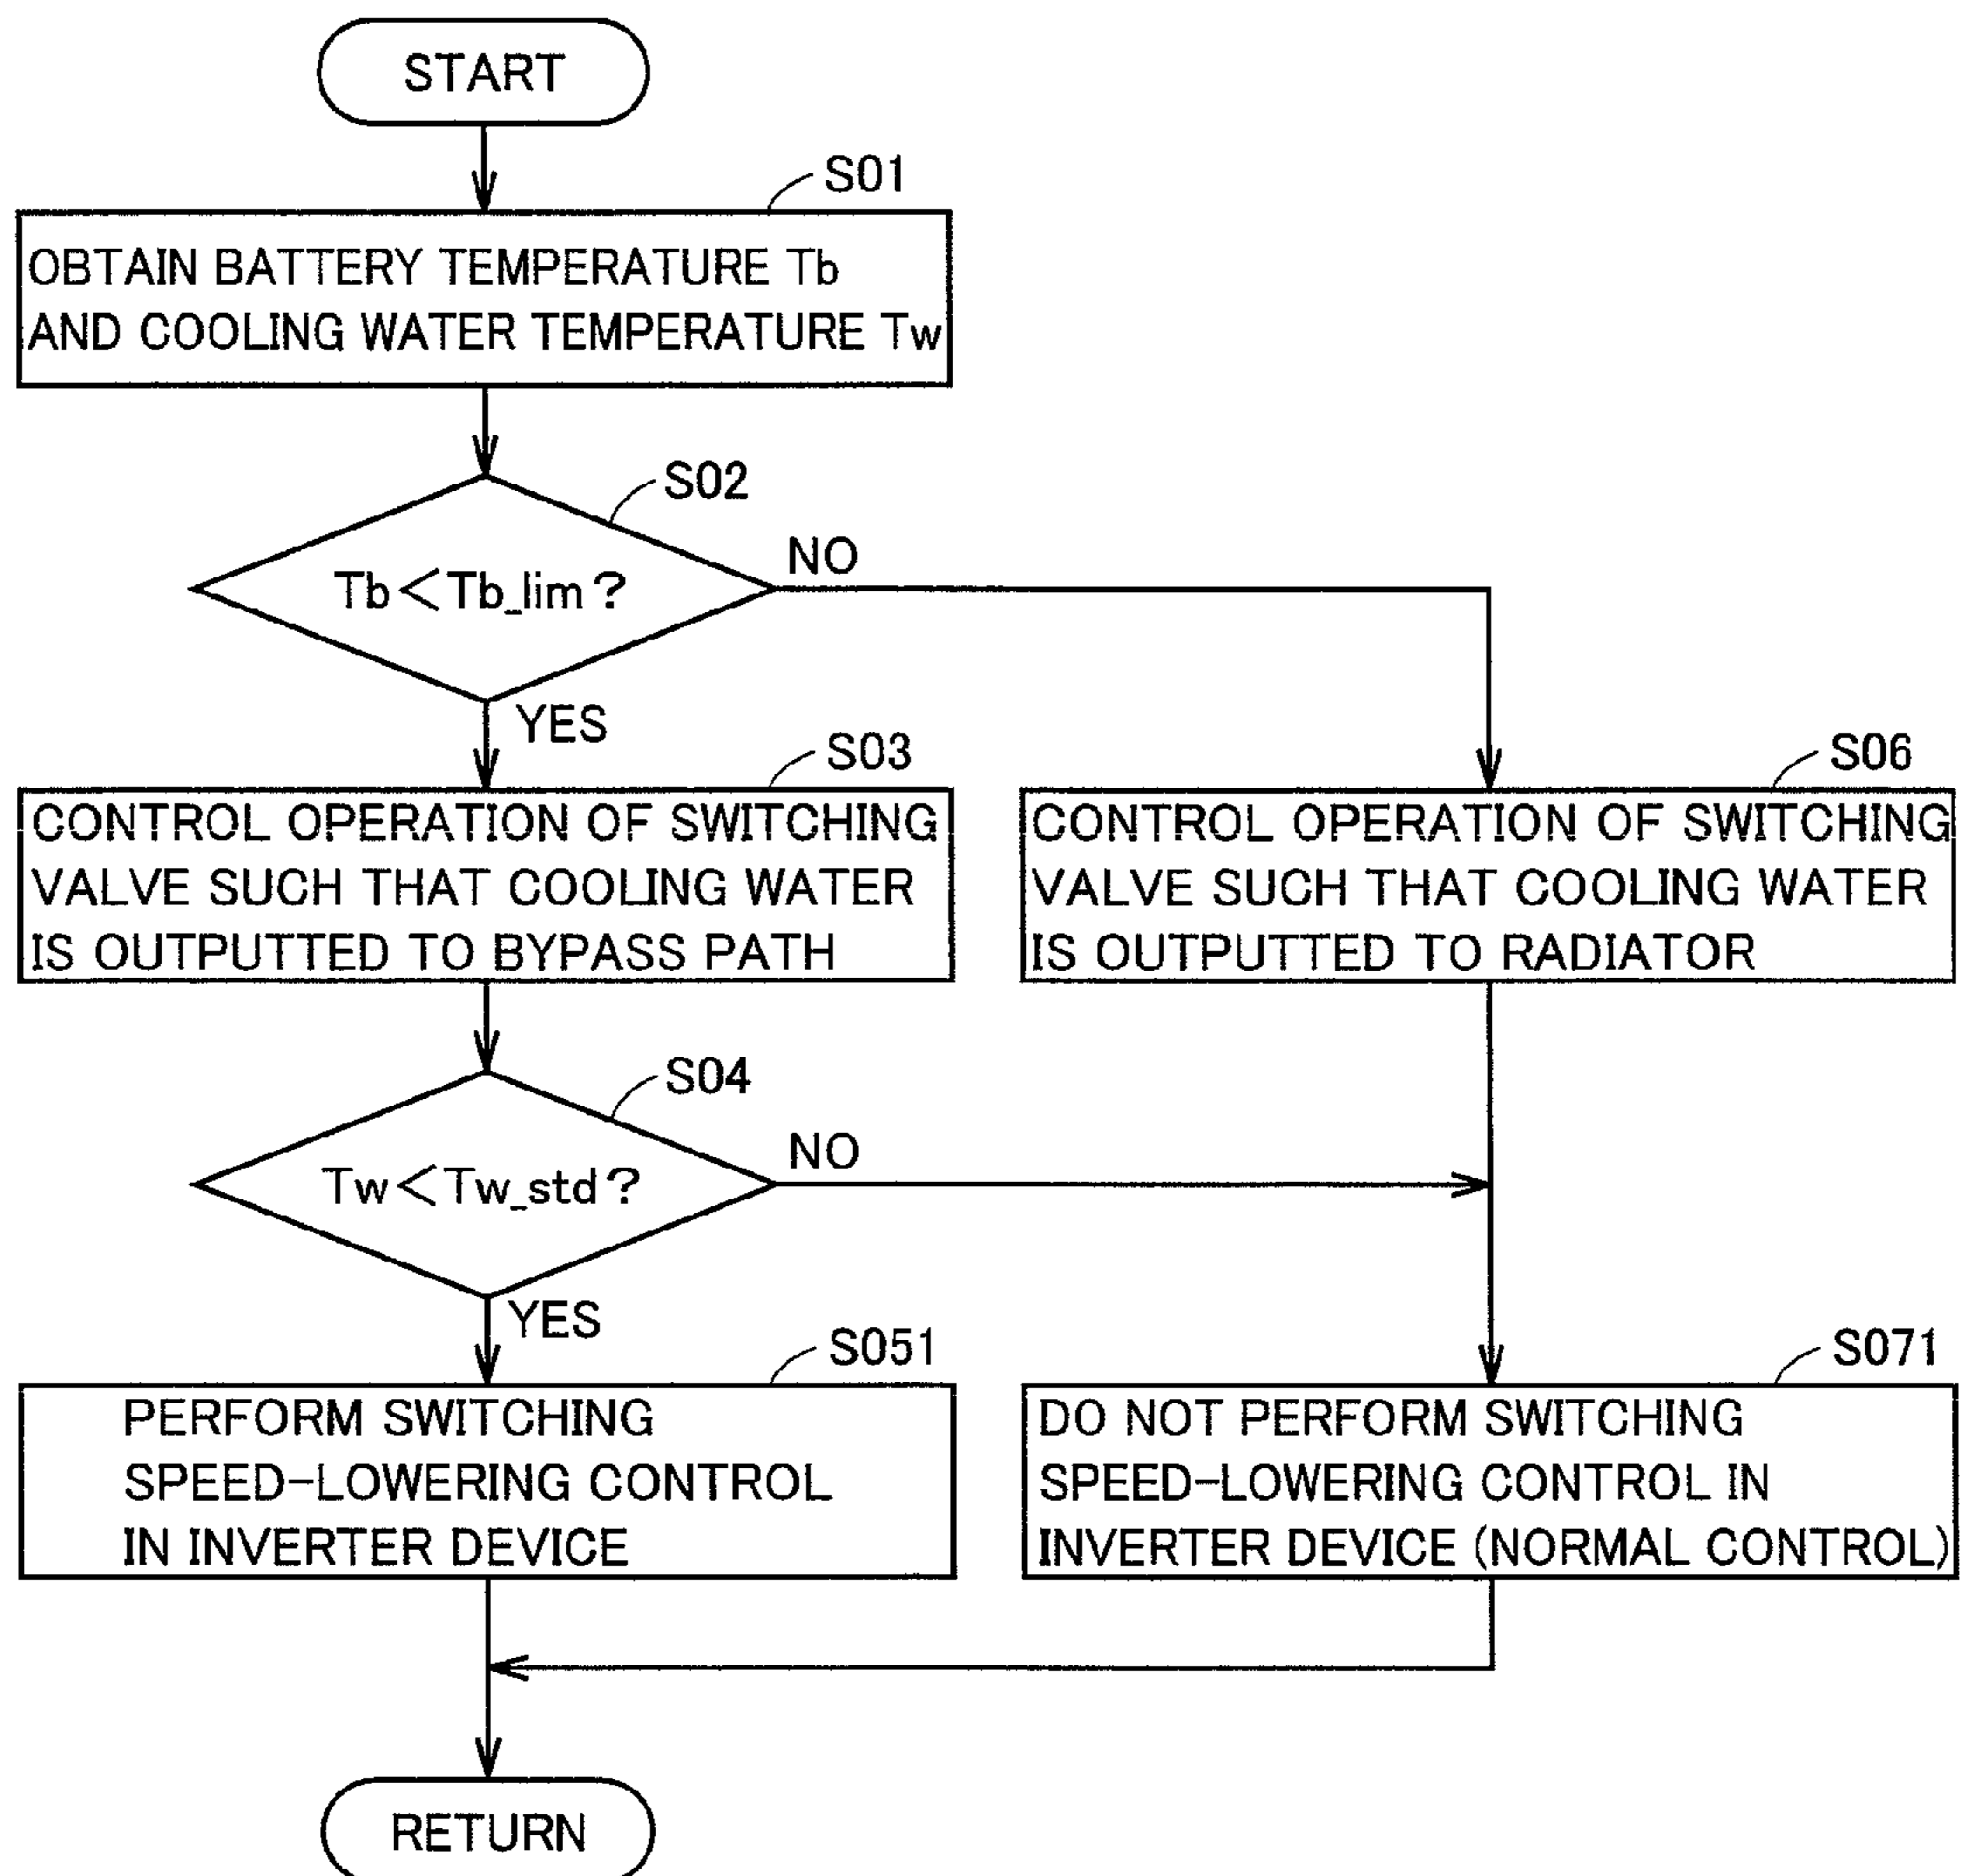 START
S01
OBTAIN BATTERY TEMPERATURE Tb
AND COOLING WATER TEMPERATURE Tw
S02
Tb<Tb_lim?
NO
YES
S03
CONTROL OPERATION OF SWITCHING
VALVE SUCH THAT COOLING WATER
IS OUTPUTTED TO BYPASS PATH
S06
CONTROL OPERATION OF SWITCHING
VALVE SUCH THAT COOLING WATER
IS OUTPUTTED TO RADIATOR
S04
Tw<Tw_std?
NO
YES
S051
PERFORM SWITCHING
SPEED-LOWERING CONTROL
IN INVERTER DEVICE
S071
DO NOT PERFORM SWITCHING
SPEED-LOWERING CONTROL IN
INVERTER DEVICE (NORMAL CONTROL)
RETURN